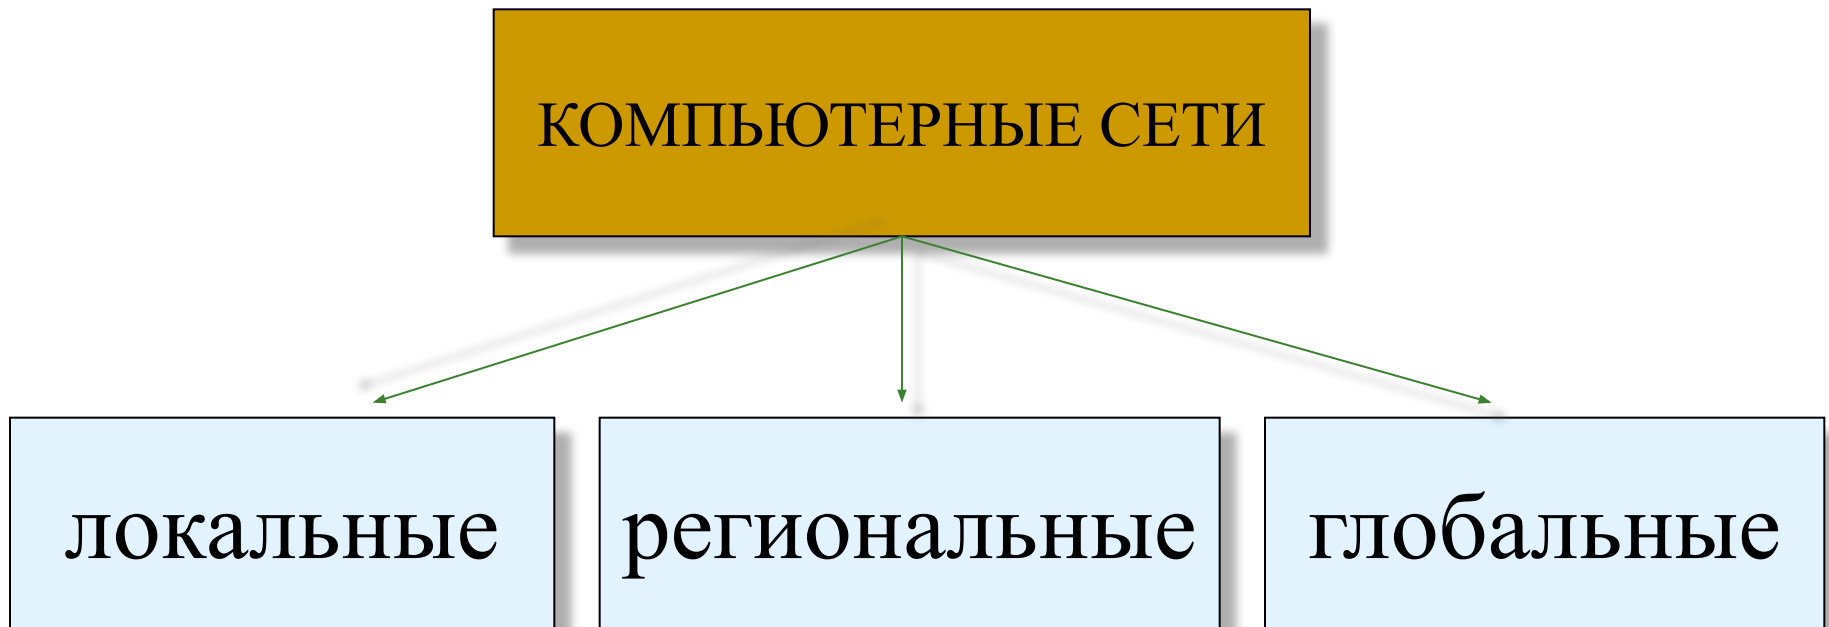 КОМПЬЮТЕРНЫЕ СЕТИ
локальные
региональные
глобальные